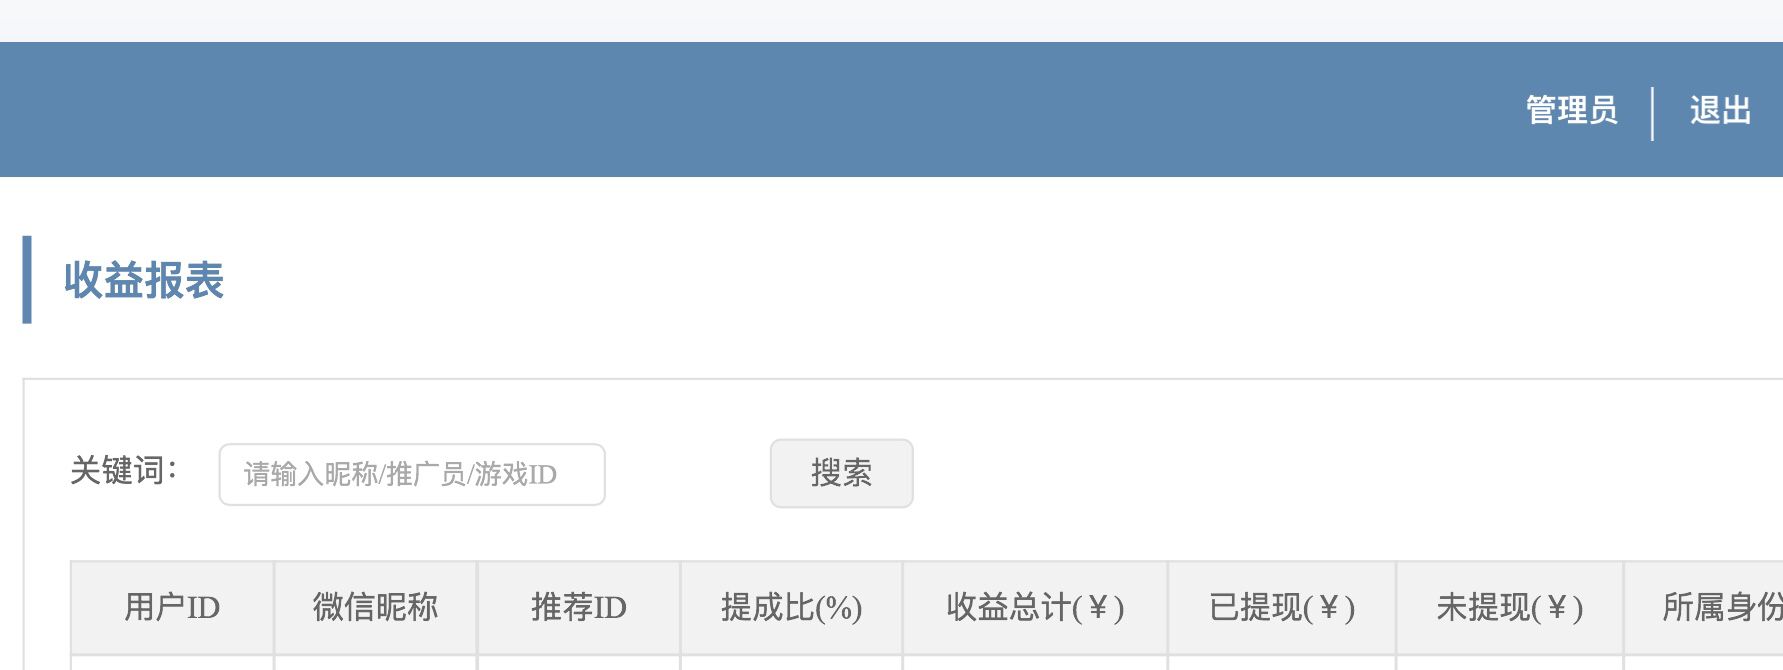 管理员 退出
收益报表
关键词： 请输入昵称/推广员/游戏ID 搜索
用户ID 微信昵称 推荐ID 提成比(%) 收益总计(￥) 已提现(￥) 未提现(￥) 所属身份